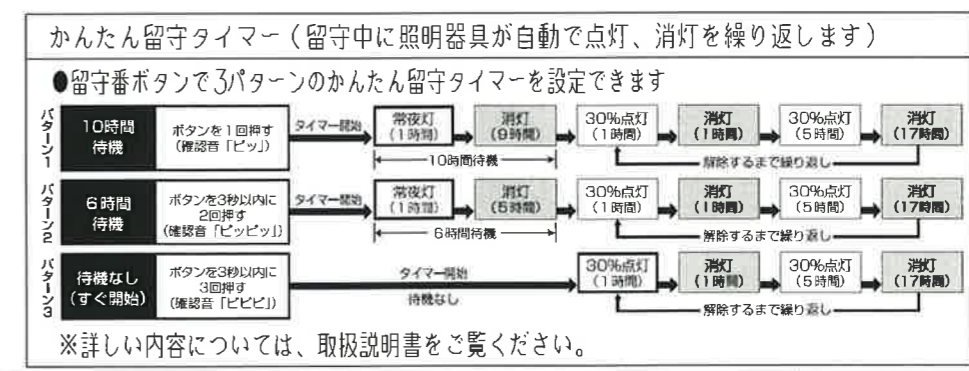 かんたん留守タイマー(留守中に照明器具が自動で点灯、消灯を繰り返します)
●留守番ボタンで3パターンのかんたん留守タイマーを設定できます
パターン1
10時間
待機
ボタンを1回押す
(確認音「ピッ」)
タイマー開始
常夜灯
(1時間)
消灯
(9時間)
10時間待機
30%点灯
(1時間)
消灯
(1時間)
30%点灯
(5時間)
消灯
(17時間)
解除するまで繰り返し
パターン2
6時間
待機
ボタンを3秒以内に
2回押す
(確認音「ピッピッ」)
タイマー開始
常夜灯
(1時間)
消灯
(5時間)
6時間待機
30%点灯
(1時間)
消灯
(1時間)
30%点灯
(5時間)
消灯
(17時間)
解除するまで繰り返し
パターン3
待機なし
(すぐ開始)
ボタンを3秒以内に
3回押す
(確認音「ピピピ」)
タイマー開始
待機なし
30%点灯
(1時間)
消灯
(1時間)
30%点灯
(5時間)
消灯
(17時間)
解除するまで繰り返し
※詳しい内容については、取扱説明書をご覧ください。